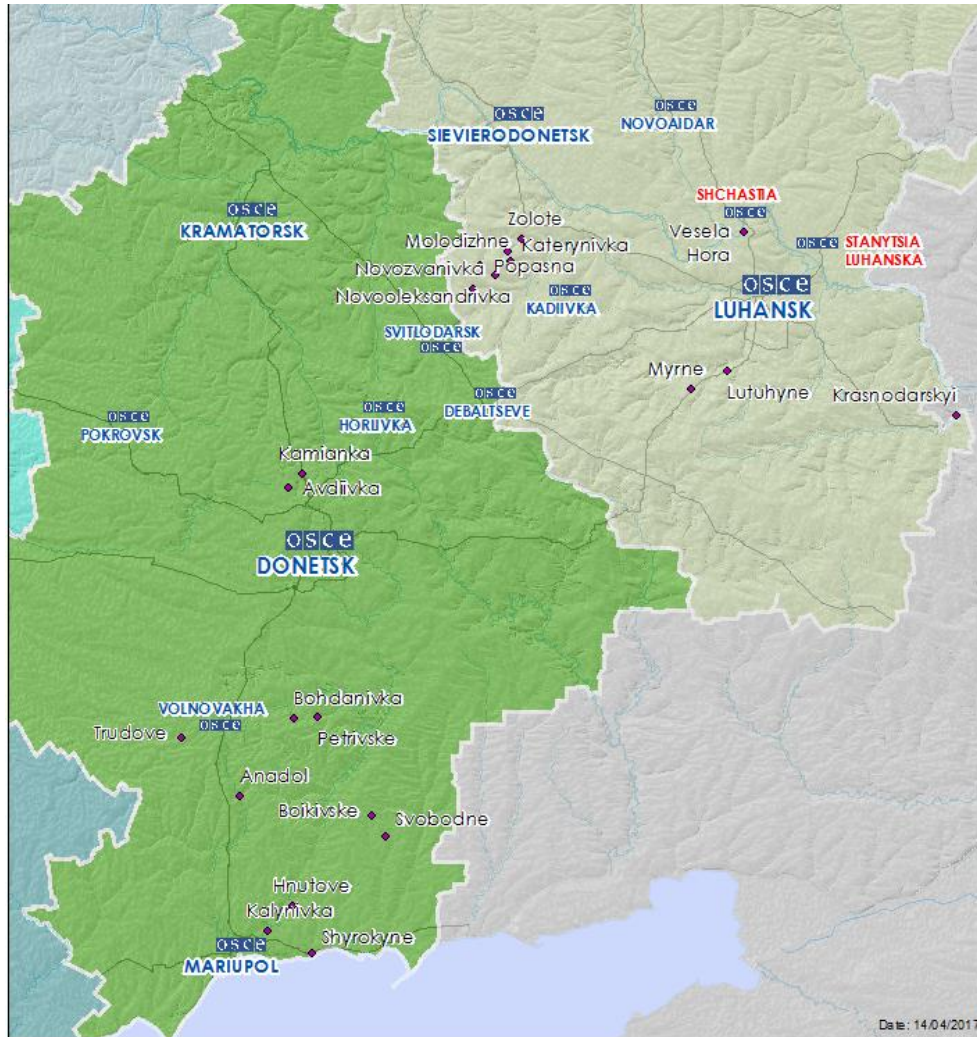 osce
SIEVIERODONETSK
osce
NOVOAIDAR
osce
KRAMATORSK
SHCHASTIA
osce
Zolote
Vesela
Hora
Molodizhne
Katerynivka
osce
STANYTSIA
LUHANSKA
Novozvanivka
Popasna
Novooleksandrivka
osce
KADIIVKA
osce
LUHANSK
SVITLODARSK
osce
Myrne
Lutuhyne
Krasnodarskyi
osce
POKROVSK
osce
HORLIVKA
osce
DEBALTSEVE
Kamianka
Avdiivka
osce
DONETSK
VOLNOVAKHA
osce
Bohdanivka
Petrivske
Trudove
Anadol
Boikivske
Svobodne
Hnutove
Kalynivka
osce
MARIUPOL
Shyrokyne
Date: 14/04/2017